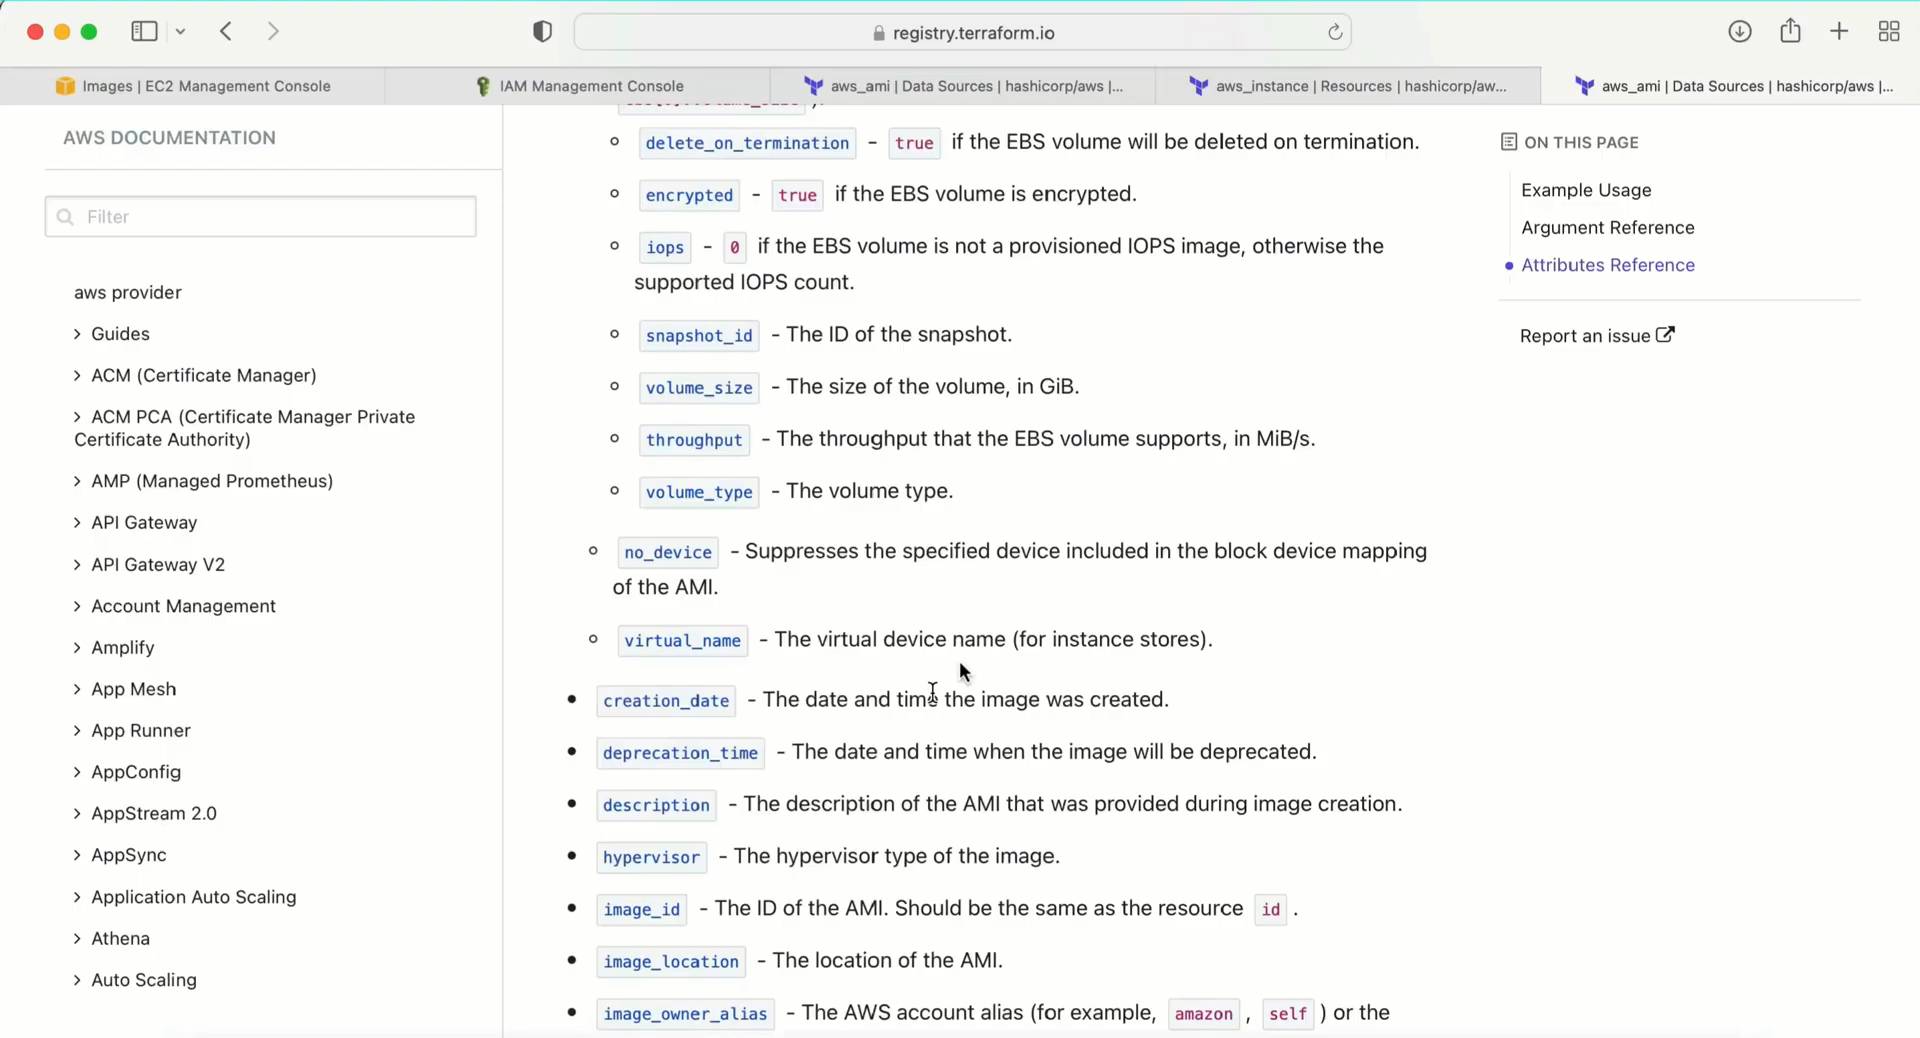 registry.terraform.io
Images | EC2 Management Console
IAM Management Console
aws_ami | Data Sources | hashicorp/aws |...
aws_instance | Resources | hashicorp/aw...
aws_ami | Data Sources | hashicorp/aws |...
AWS DOCUMENTATION
Filter
aws provider
Guides
ACM (Certificate Manager)
ACM PCA (Certificate Manager Private
Certificate Authority)
AMP (Managed Prometheus)
API Gateway
API Gateway V2
Account Management
Amplify
App Mesh
App Runner
AppConfig
AppStream 2.0
AppSync
Application Auto Scaling
Athena
Auto Scaling
delete_on_termination - true if the EBS volume will be deleted on termination.
encrypted - true if the EBS volume is encrypted.
iops - 0 if the EBS volume is not a provisioned IOPS image, otherwise the
supported IOPS count.
snapshot_id - The ID of the snapshot.
volume_size - The size of the volume, in GiB.
throughput - The throughput that the EBS volume supports, in MiB/s.
volume_type - The volume type.
no_device - Suppresses the specified device included in the block device mapping
of the AMI.
virtual_name - The virtual device name (for instance stores).
creation_date - The date and time the image was created.
deprecation_time - The date and time when the image will be deprecated.
description - The description of the AMI that was provided during image creation.
hypervisor - The hypervisor type of the image.
image_id - The ID of the AMI. Should be the same as the resource id .
image_location - The location of the AMI.
image_owner_alias - The AWS account alias (for example, amazon , self ) or the
ON THIS PAGE
Example Usage
Argument Reference
Attributes Reference
Report an issue